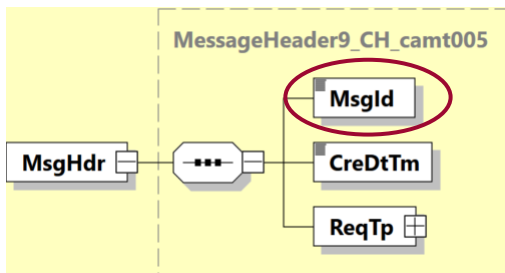 MessageHeader9_CH_camt005
MsgId
MsgHdr
CreDtTm
ReqTp